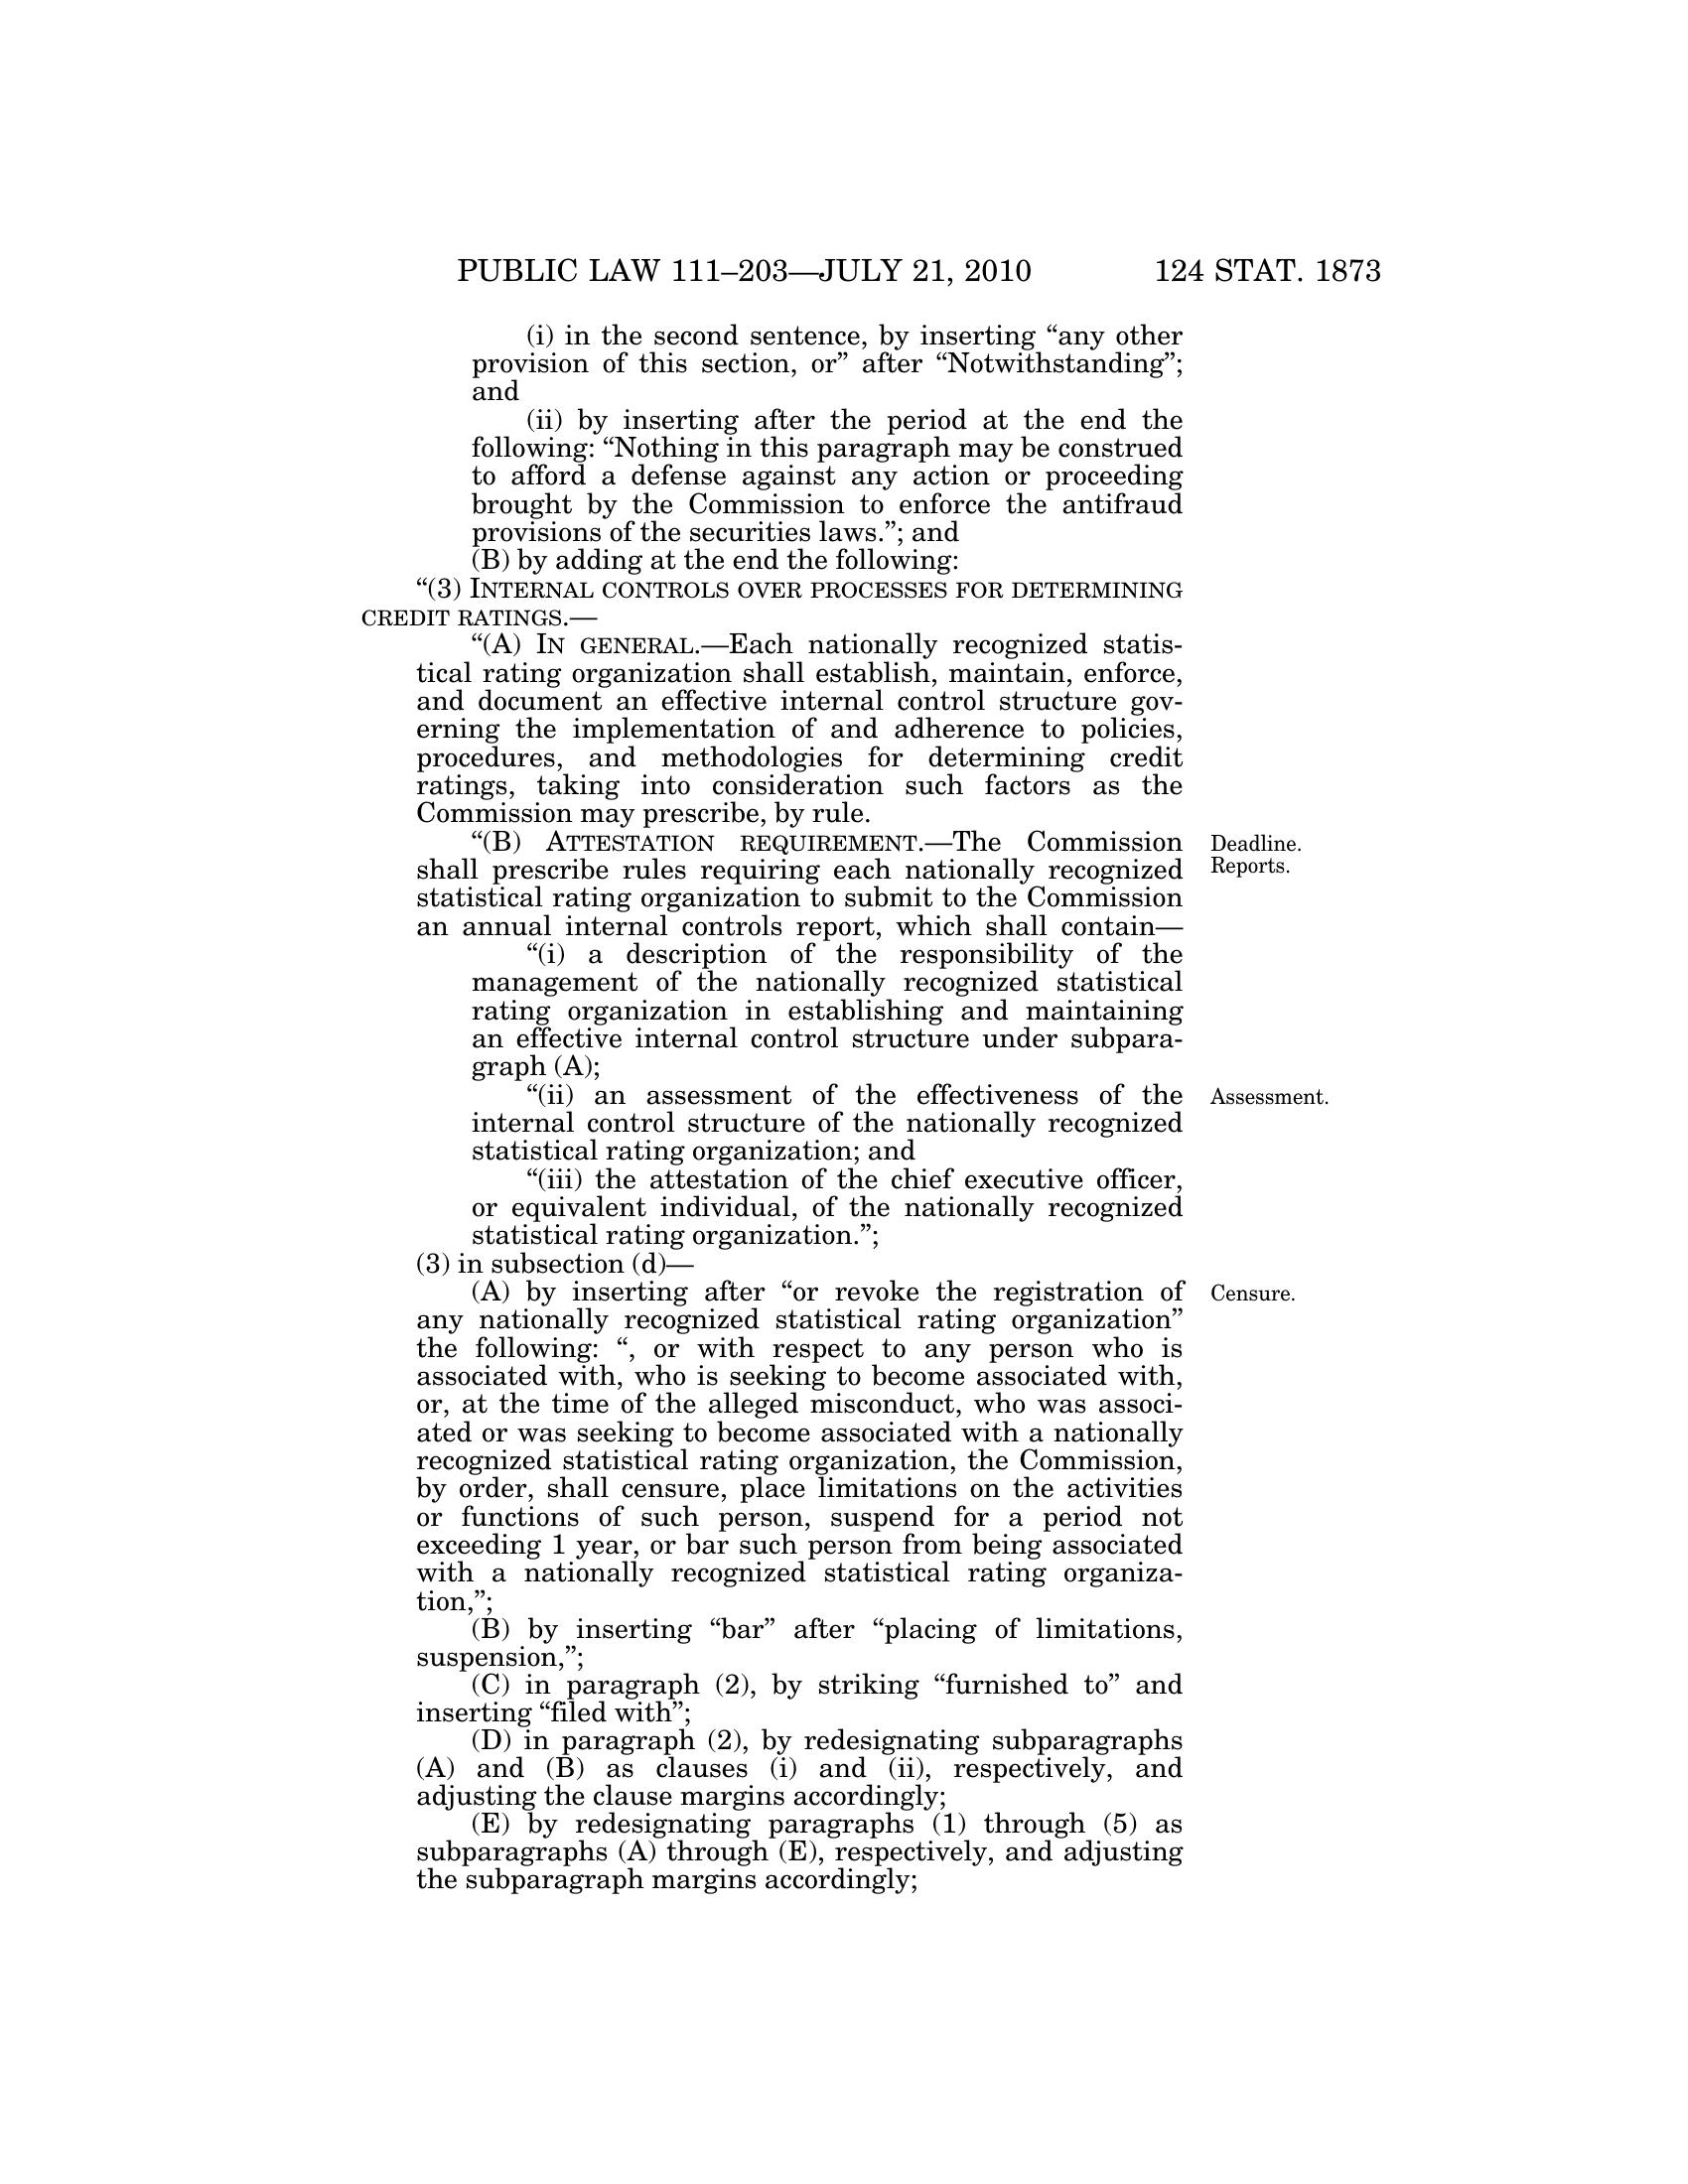 PUBLIC LAW 111–203—JULY 21, 2010 124 STAT. 1873
(i) in the second sentence, by inserting “any other
provision of this section, or” after “Notwithstanding”;
and
(ii) by inserting after the period at the end the
following: “Nothing in this paragraph may be construed
to afford a defense against any action or proceeding
brought by the Commission to enforce the antifraud
provisions of the securities laws.”; and
(B) by adding at the end the following:
“(3) INTERNAL CONTROLS OVER PROCESSES FOR DETERMINING
CREDIT RATINGS.—
“(A) IN GENERAL.—Each nationally recognized statis-
tical rating organization shall establish, maintain, enforce,
and document an effective internal control structure gov-
erning the implementation of and adherence to policies,
procedures, and methodologies for determining credit
ratings, taking into consideration such factors as the
Commission may prescribe, by rule.
“(B) ATTESTATION REQUIREMENT.—The Commission
shall prescribe rules requiring each nationally recognized
statistical rating organization to submit to the Commission
an annual internal controls report, which shall contain—
“(i) a description of the responsibility of the
management of the nationally recognized statistical
rating organization in establishing and maintaining
an effective internal control structure under subpara-
graph (A);
“(ii) an assessment of the effectiveness of the
internal control structure of the nationally recognized
statistical rating organization; and
“(iii) the attestation of the chief executive officer,
or equivalent individual, of the nationally recognized
statistical rating organization.”;
(3) in subsection (d)—
(A) by inserting after “or revoke the registration of
any nationally recognized statistical rating organization”
the following: “, or with respect to any person who is
associated with, who is seeking to become associated with,
or, at the time of the alleged misconduct, who was associ-
ated or was seeking to become associated with a nationally
recognized statistical rating organization, the Commission,
by order, shall censure, place limitations on the activities
or functions of such person, suspend for a period not
exceeding 1 year, or bar such person from being associated
with a nationally recognized statistical rating organiza-
tion,”;
(B) by inserting “bar” after “placing of limitations,
suspension,”;
(C) in paragraph (2), by striking “furnished to” and
inserting “filed with”;
(D) in paragraph (2), by redesignating subparagraphs
(A) and (B) as clauses (i) and (ii), respectively, and
adjusting the clause margins accordingly;
(E) by redesignating paragraphs (1) through (5) as
subparagraphs (A) through (E), respectively, and adjusting
the subparagraph margins accordingly;
Deadline.
Reports.
Assessment.
Censure.